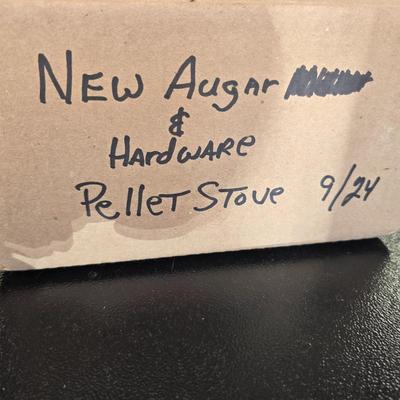 NEW Augar
&
HARDWARE
PelleT STove 9/24